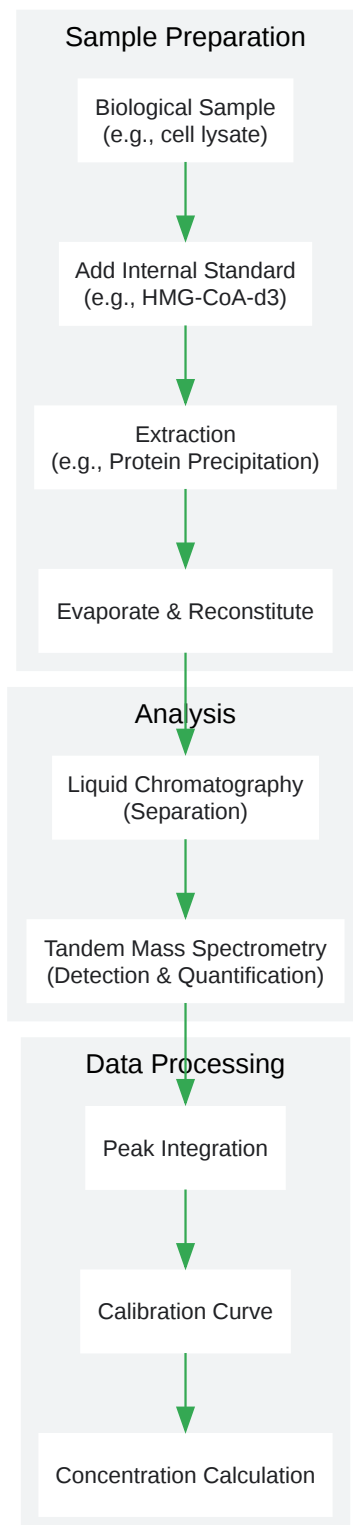 Sample Preparation
Biological Sample
(e.g., cell lysate)
Add Internal Standard
(e.g., HMG-CoA-d3)
Extraction
(e.g., Protein Precipitation)
Evaporate & Reconstitute
Analysis
Liquid Chromatography
(Separation)
Tandem Mass Spectrometry
(Detection & Quantification)
Data Processing
Peak Integration
Calibration Curve
Concentration Calculation